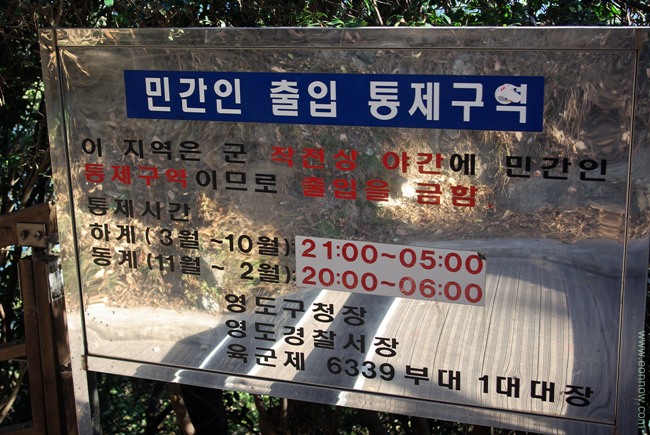 민간인 출입 통제구역
이 지역은 군 작전상 야간에 민간인
통제구역이므로 출입을 금함
통제시간
하계 (3월 ~10월): 21:00~05:00
동계 (11월 ~ 2월): 20:00~06:00
영도구청장
영도경찰서장
육군제 6339부대 1대대장